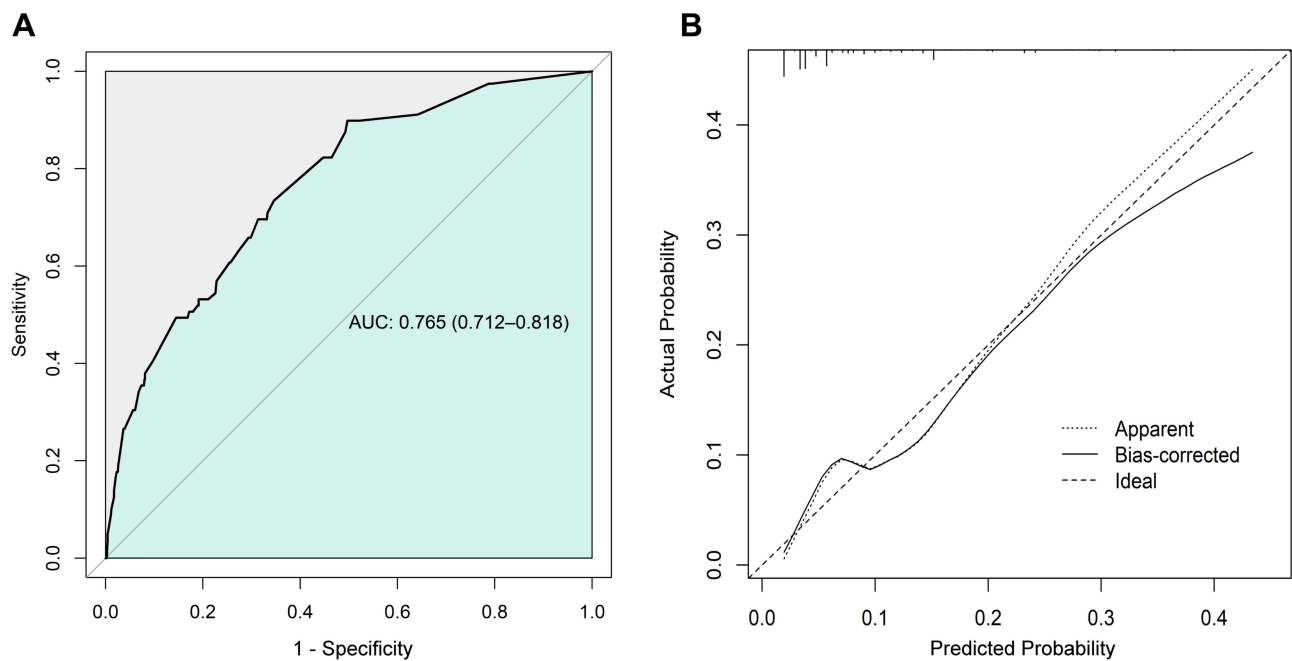 A
1.0
0.8
0.6
0.4
0.2
0.0
Sensitivity
AUC: 0.765 (0.712–0.818)
0.0 0.2 0.4 0.6 0.8 1.0
1 - Specificity
B
0.4
0.3
0.2
0.1
0.0
Actual Probability
Apparent
Bias-corrected
Ideal
0.0 0.1 0.2 0.3 0.4
Predicted Probability